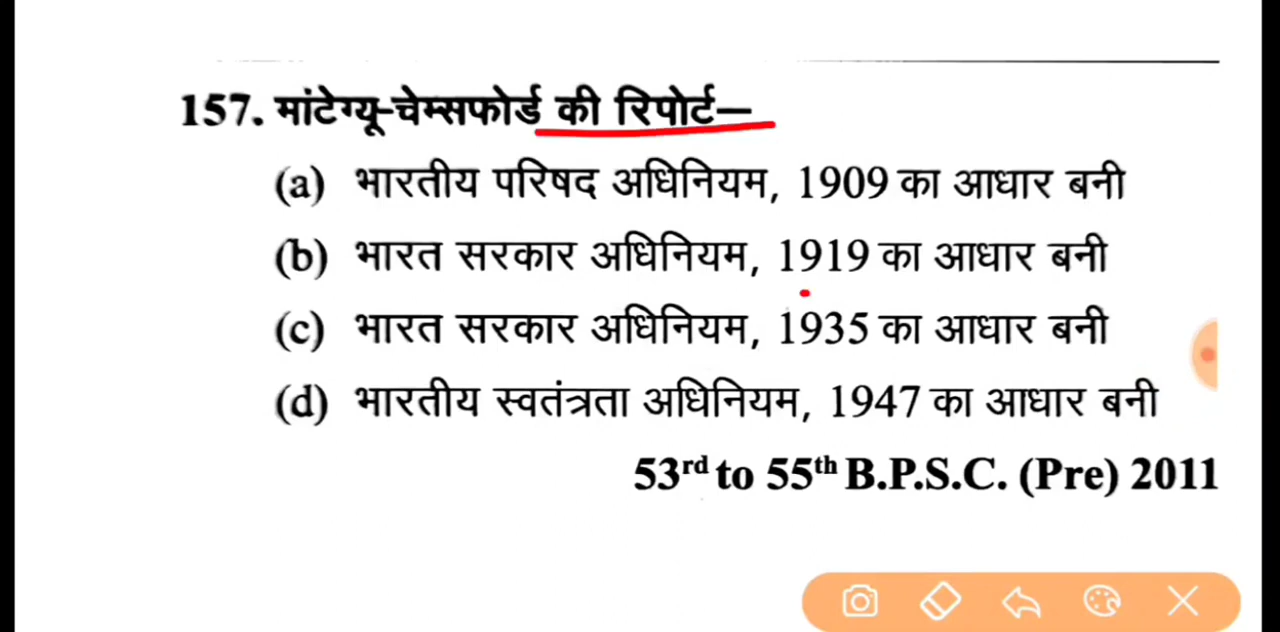 157. मांटेग्यू-चेम्सफोर्ड की रिपोर्ट—
(a) भारतीय परिषद अधिनियम, 1909 का आधार बनी
(b) भारत सरकार अधिनियम, 1919 का आधार बनी
(c) भारत सरकार अधिनियम, 1935 का आधार बनी
(d) भारतीय स्वतंत्रता अधिनियम, 1947 का आधार बनी
53rd to 55th B.P.S.C. (Pre) 2011